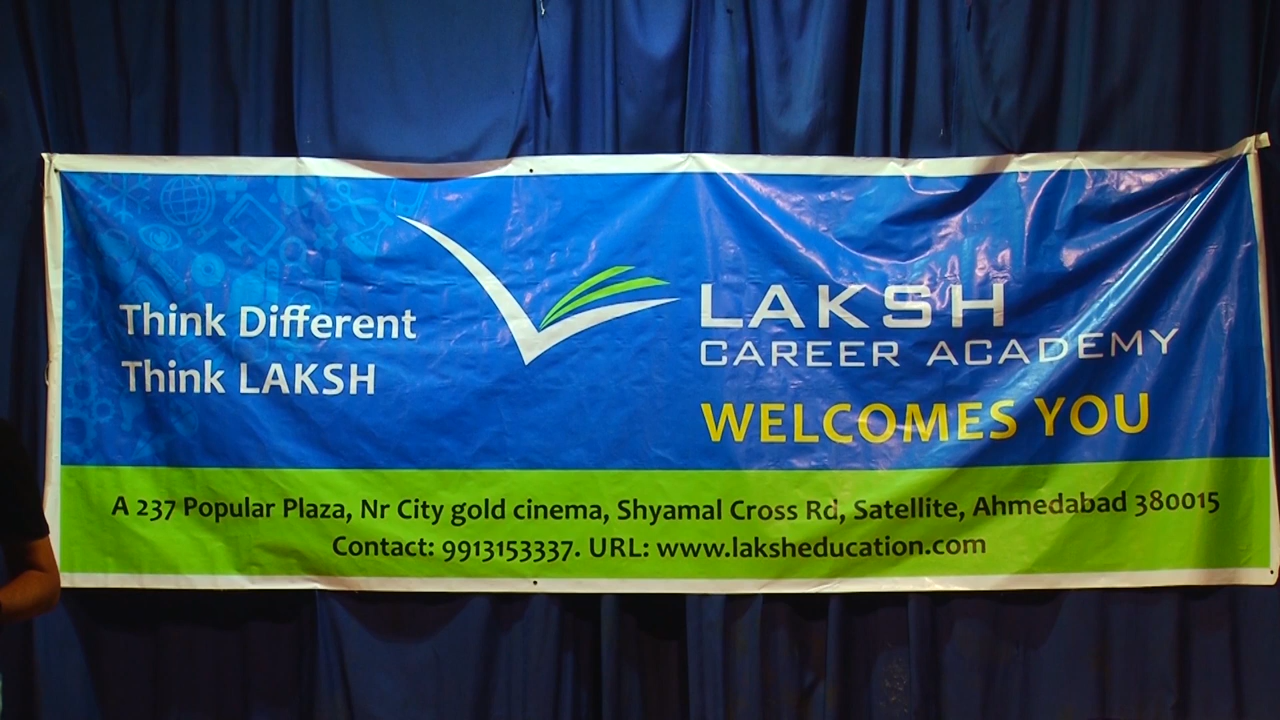 Think Different
Think LAKSH
LAKSH
CAREER ACADEMY
WELCOMES YOU
A 237 Popular Plaza, Nr City gold cinema, Shyamal Cross Rd, Satellite, Ahmedabad 380015
Contact: 9913153337. URL: www.laksheducation.com